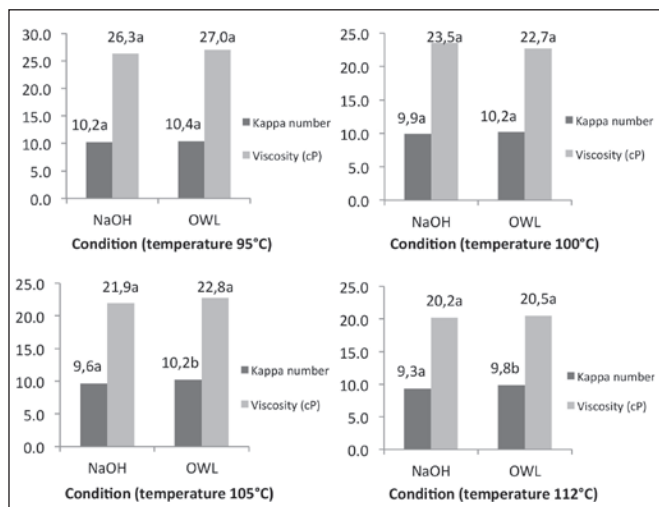 30.0
25.0
20.0
15.0
10.0
5.0
0.0
26,3a
27,0a
10,2a
10,4a
NaOH
OWL
Kappa number
Viscosity (cP)
Condition (temperature 95°C)
25.0
20.0
15.0
10.0
5.0
0.0
23,5a
22,7a
9,9a
10,2a
NaOH
OWL
Kappa number
Viscosity (cP)
Condition (temperature 100°C)
25.0
20.0
15.0
10.0
5.0
0.0
21,9a
22,8a
9,6a
10,2b
NaOH
OWL
Kappa number
Viscosity (cP)
Condition (temperature 105°C)
25.0
20.0
15.0
10.0
5.0
0.0
20,2a
20,5a
9,3a
9,8b
NaOH
OWL
Kappa number
Viscosity (cP)
Condition (temperature 112°C)